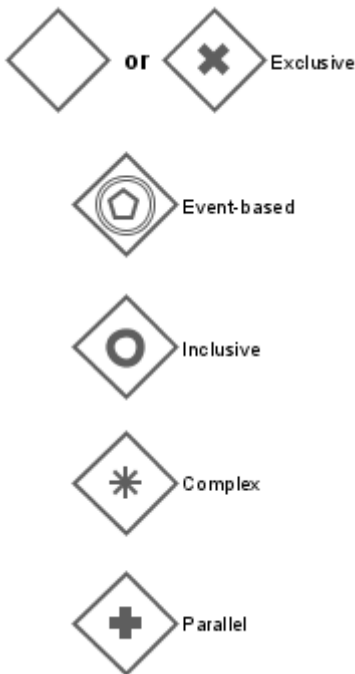 or Exclusive
Event-based
Inclusive
Complex
Parallel